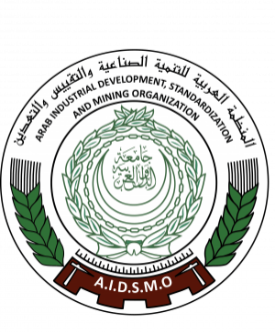 المنظمة العربية للتنمية الصناعية والتقييس والتعدين
ARAB INDUSTRIAL DEVELOPMENT, STANDARDIZATION
AND MINING ORGANIZATION
جامعة
الدول العربية
A.I.D.S.M.O